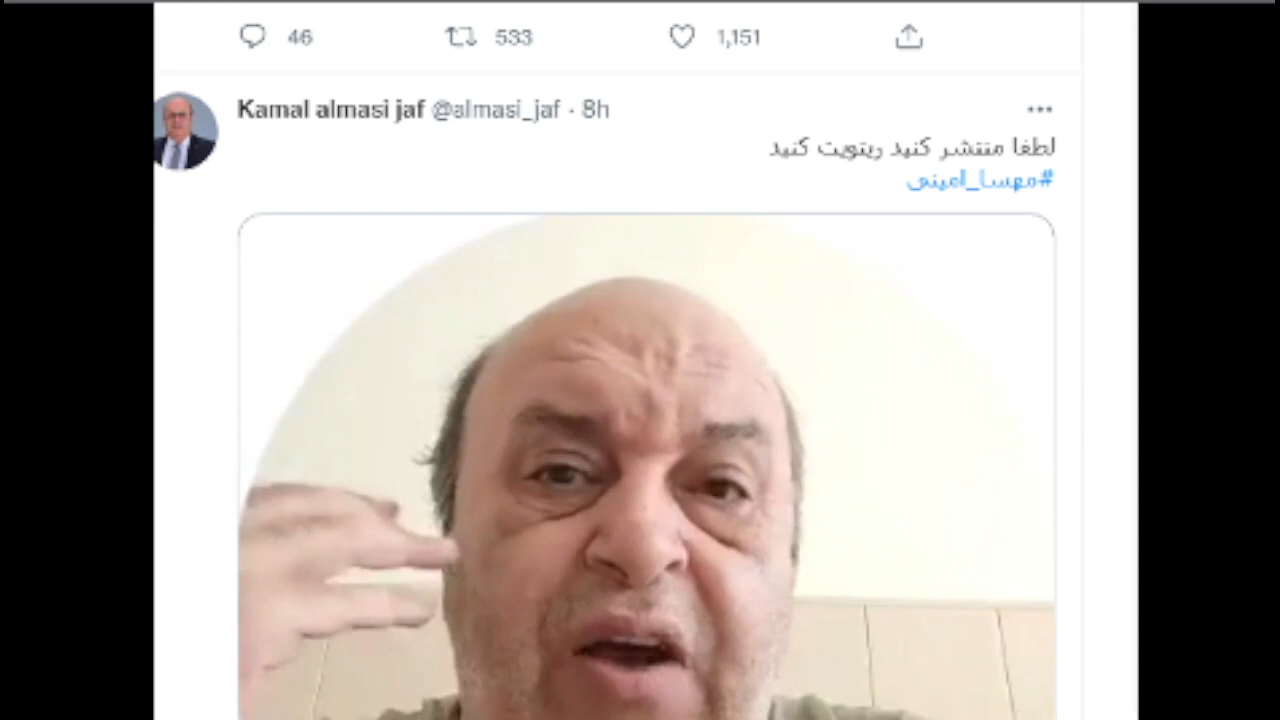 46 533 1,151
Kamal almasi jaf @almasi_jaf · 8h
لطفا منتشر کنید ریتویت کنید
#مهسا_امینی